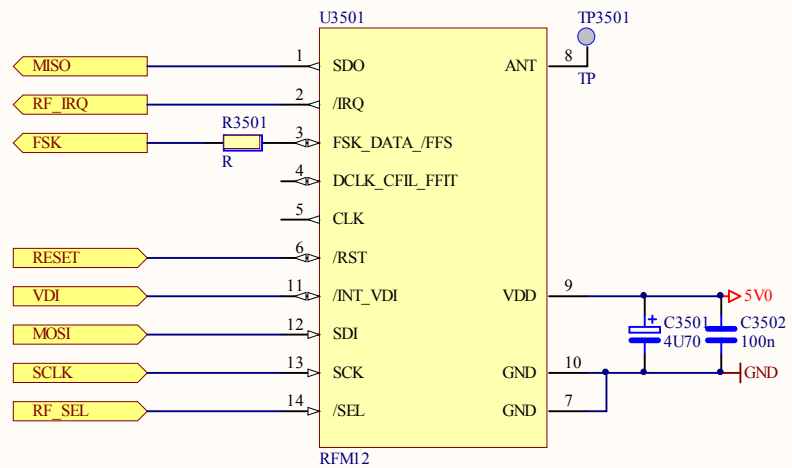 U3501
TP3501
MISO 1 SDO ANT 8
TP
RF_IRQ 2 /IRQ
R3501
FSK 3 FSK_DATA_/FFS
R
4 DCLK_CFIL_FFIT
5 CLK
RESET 6 /RST
VDI 11 /INT_VDI VDD 9 5V0
MOSI 12 SDI + C3501 C3502
4U70 100n
SCLK 13 SCK GND 10 GND
RF_SEL 14 /SEL GND 7
RFM12